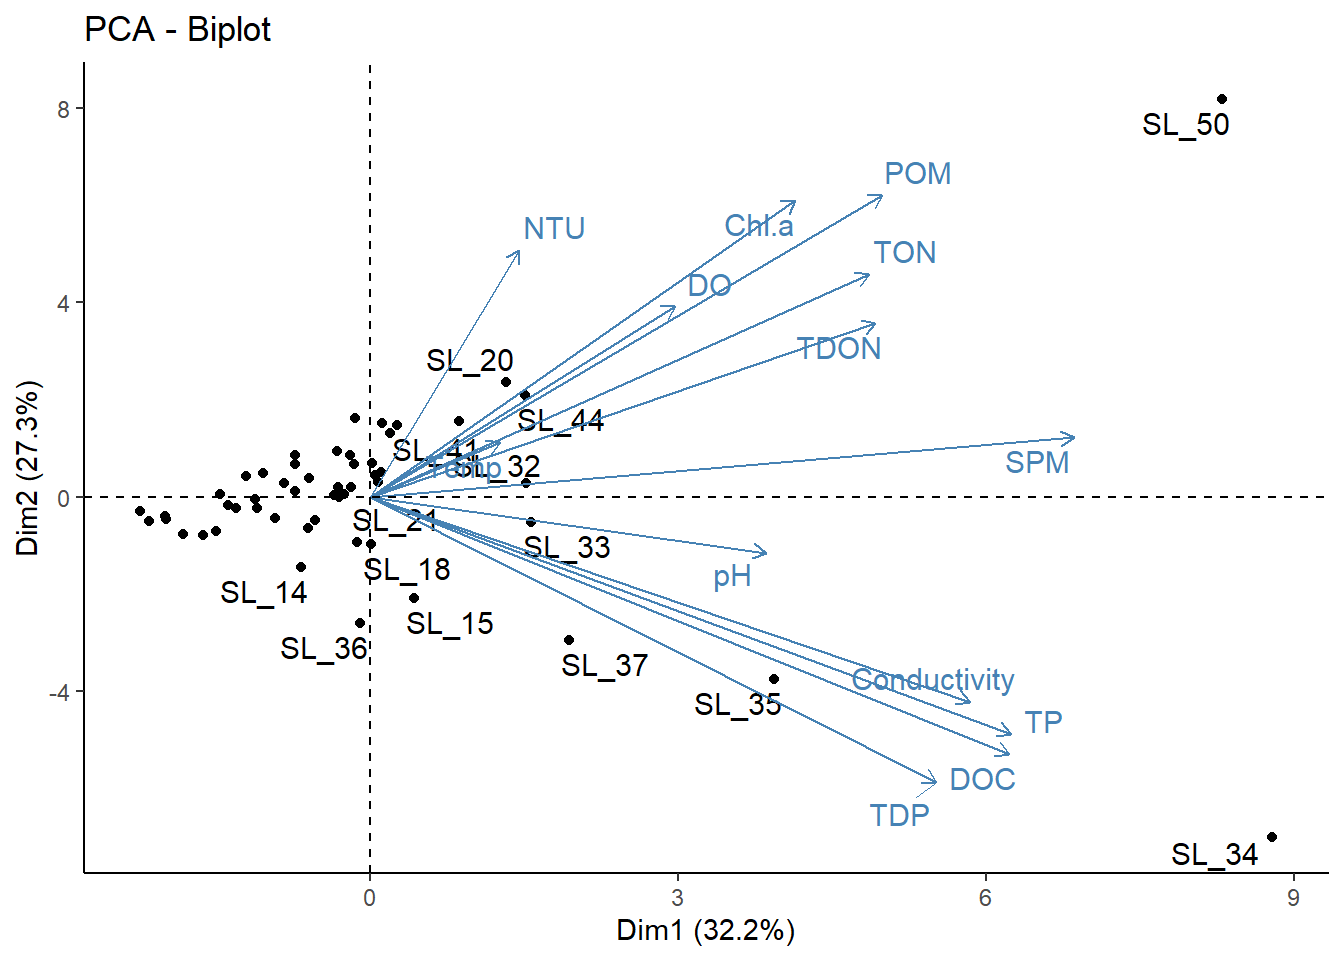 PCA - Biplot
8
SL_50
POM
Chl.a
NTU
TON
4
DO
TDON
SL_20
SL_44
SL_41
Temp
SL_32
SPM
0
SL_21
SL_33
SL_18
pH
SL_14
SL_15
SL_36
SL_37
Conductivity
-4
SL_35
TP
DOC
TDP
SL_34
0
3
6
9
Dim1 (32.2%)
Dim2 (27.3%)